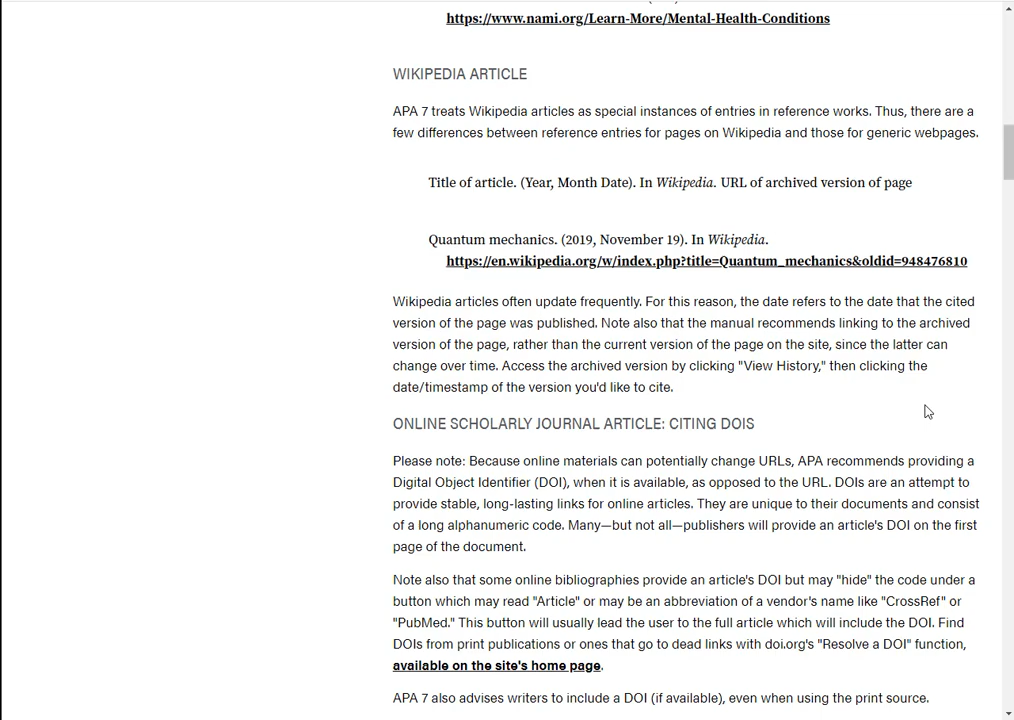 https://www.nami.org/Learn-More/Mental-Health-Conditions
WIKIPEDIA ARTICLE
APA 7 treats Wikipedia articles as special instances of entries in reference works. Thus, there are a
few differences between reference entries for pages on Wikipedia and those for generic webpages.
Title of article. (Year, Month Date). In Wikipedia. URL of archived version of page
Quantum mechanics. (2019, November 19). In Wikipedia.
https://en.wikipedia.org/w/index.php?title=Quantum_mechanics&oldid=948476810
Wikipedia articles often update frequently. For this reason, the date refers to the date that the cited
version of the page was published. Note also that the manual recommends linking to the archived
version of the page, rather than the current version of the page on the site, since the latter can
change over time. Access the archived version by clicking "View History," then clicking the
date/timestamp of the version you'd like to cite.
ONLINE SCHOLARLY JOURNAL ARTICLE: CITING DOIS
Please note: Because online materials can potentially change URLs, APA recommends providing a
Digital Object Identifier (DOI), when it is available, as opposed to the URL. DOIs are an attempt to
provide stable, long-lasting links for online articles. They are unique to their documents and consist
of a long alphanumeric code. Many—but not all—publishers will provide an article's DOI on the first
page of the document.
Note also that some online bibliographies provide an article's DOI but may "hide" the code under a
button which may read "Article" or may be an abbreviation of a vendor's name like "CrossRef" or
"PubMed." This button will usually lead the user to the full article which will include the DOI. Find
DOIs from print publications or ones that go to dead links with doi.org's "Resolve a DOI" function,
available on the site's home page.
APA 7 also advises writers to include a DOI (if available), even when using the print source.